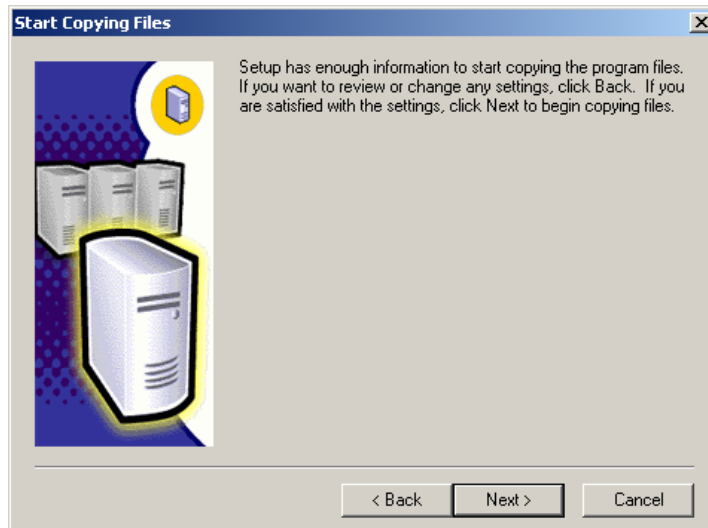 Start Copying Files
Setup has enough information to start copying the program files.
If you want to review or change any settings, click Back.  If you
are satisfied with the settings, click Next to begin copying files.
< Back
Next >
Cancel